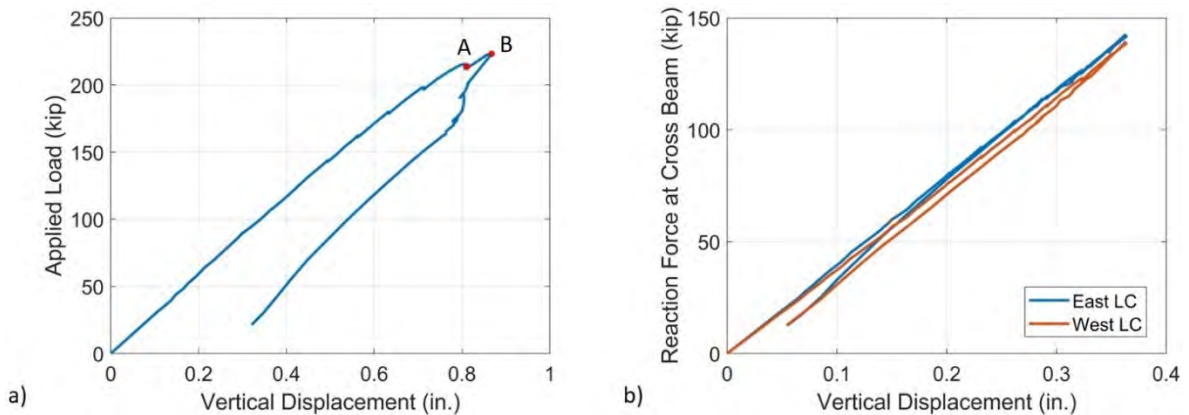 250
200
150
100
50
0
Applied Load (kip)
A
B
0
0.2
0.4
0.6
0.8
1
Vertical Displacement (in.)
a)
150
100
50
0
Reaction Force at Cross Beam (kip)
East LC
West LC
0
0.1
0.2
0.3
0.4
Vertical Displacement (in.)
b)